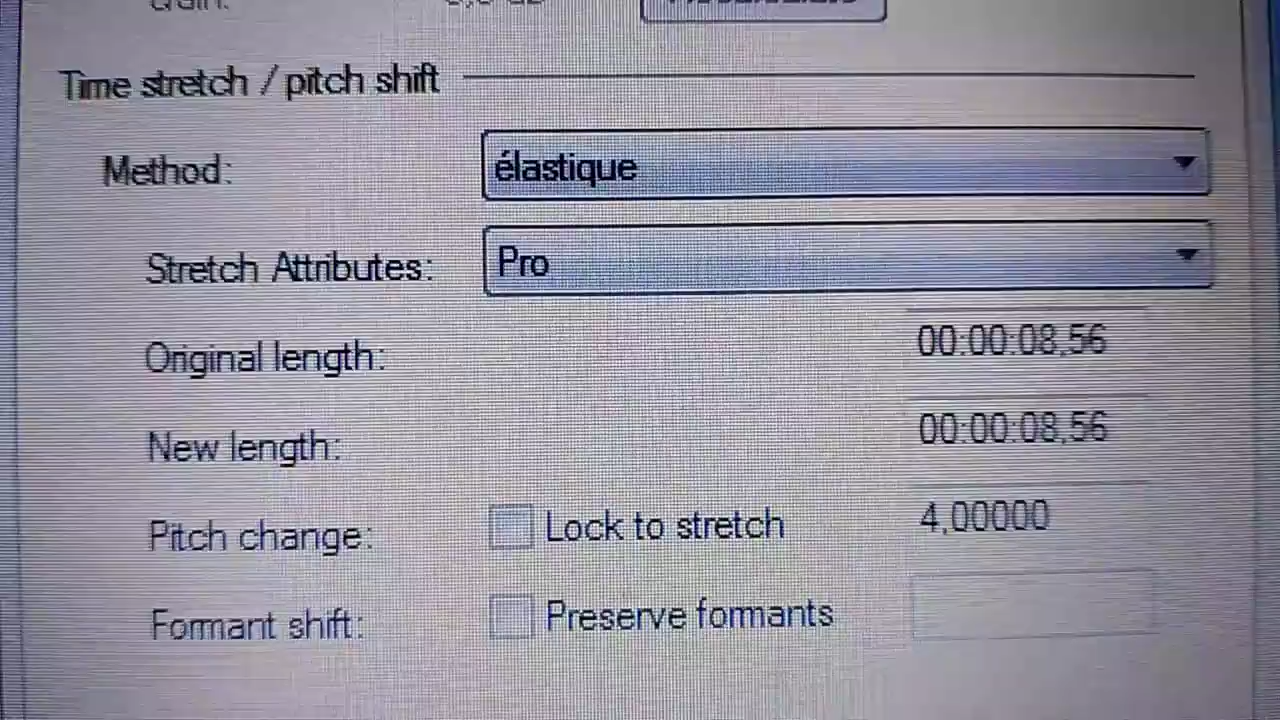 Time stretch / pitch shift
Method: élastique
Stretch Attributes: Pro
Original length: 00:00:08,56
New length: 00:00:08,56
Pitch change: Lock to stretch 4,00000
Formant shift: Preserve formants